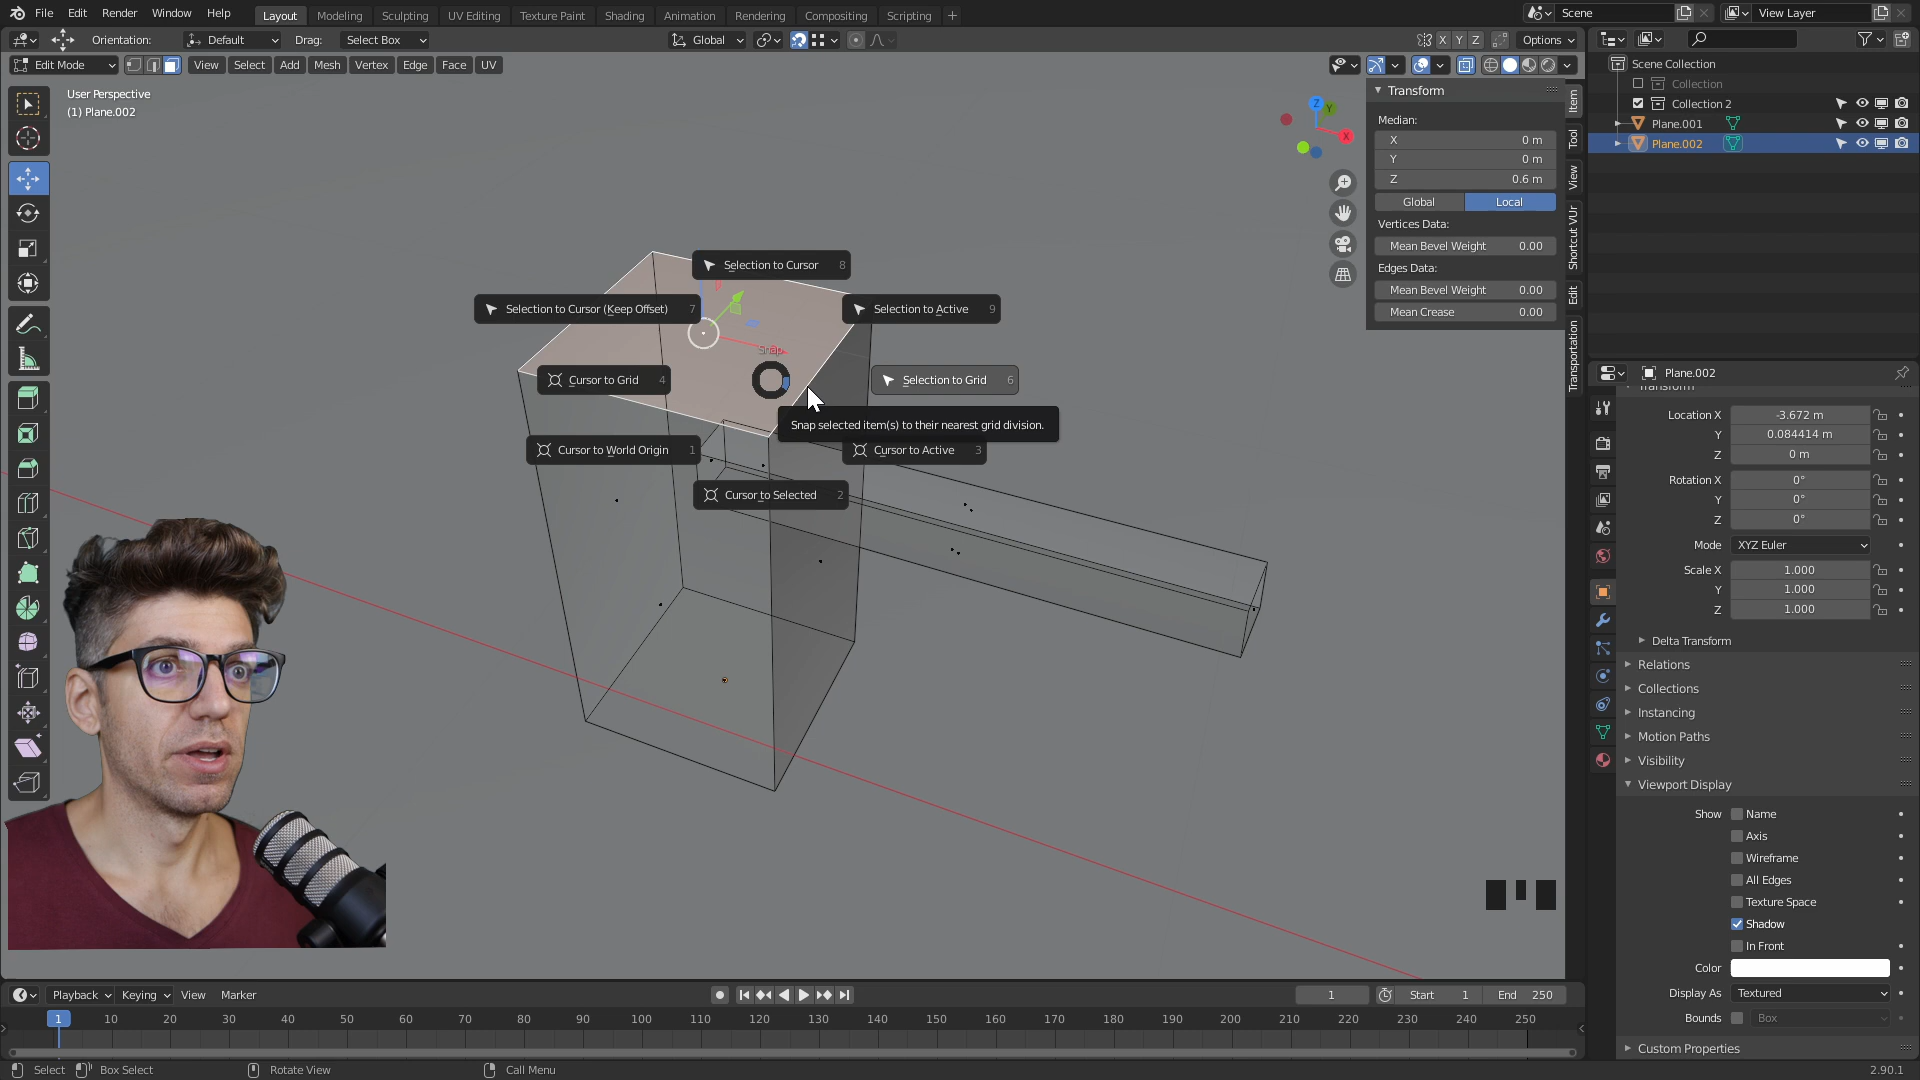 File Edit Render Window Help Layout Modeling Sculpting UV Editing Texture Paint Shading Animation Rendering Compositing Scripting + Scene View Layer
Orientation: Default Drag: Select Box Global X Y Z Options
Edit Mode View Select Add Mesh Vertex Edge Face UV
User Perspective
(1) Plane.002
Selection to Cursor 8
Selection to Cursor (Keep Offset) 7
Selection to Active 9
Snap
Cursor to Grid 4
Selection to Grid 6
Snap selected item(s) to their nearest grid division.
Cursor to World Origin 1
Cursor to Active 3
Cursor to Selected 2
Z
Y
X
Transform
Median:
X 0 m
Y 0 m
Z 0.6 m
Global Local
Vertices Data:
Mean Bevel Weight 0.00
Edges Data:
Mean Bevel Weight 0.00
Mean Crease 0.00
Item
Tool
View
Shortcut VUr
Edit
Transportation
Scene Collection
Collection
Collection 2
Plane.001
Plane.002
Plane.002
Transform
Location X -3.672 m
Y 0.084414 m
Z 0 m
Rotation X 0°
Y 0°
Z 0°
Mode XYZ Euler
Scale X 1.000
Y 1.000
Z 1.000
Delta Transform
Relations
Collections
Instancing
Motion Paths
Visibility
Viewport Display
Show Name
Axis
Wireframe
All Edges
Texture Space
Shadow
In Front
Color
Display As Textured
Bounds Box
Custom Properties
Playback Keying View Marker 1 Start 1 End 250
1 10 20 30 40 50 60 70 80 90 100 110 120 130 140 150 160 170 180 190 200 210 220 230 240 250
Select Box Select Rotate View Call Menu 2.90.1